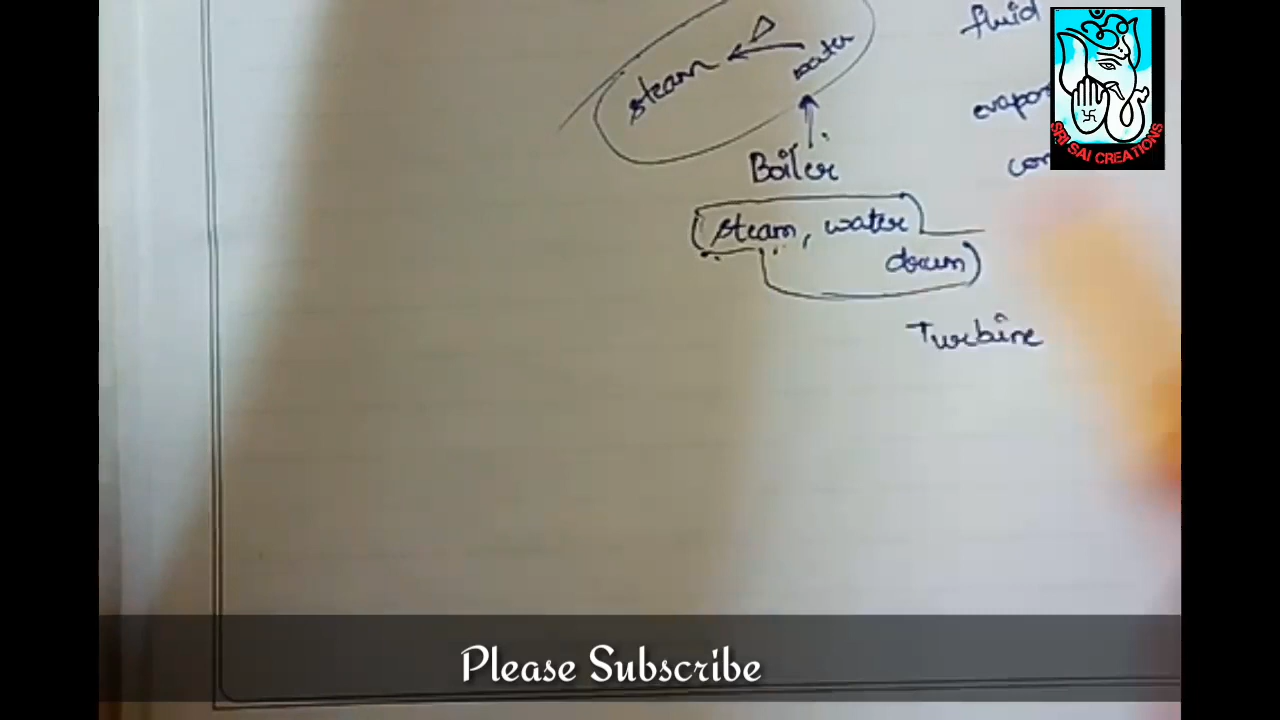 fluid
steam ← Δ water
Boiler
(steam, water
drum)
Turbine
SRI SAI CREATIONS
Please Subscribe